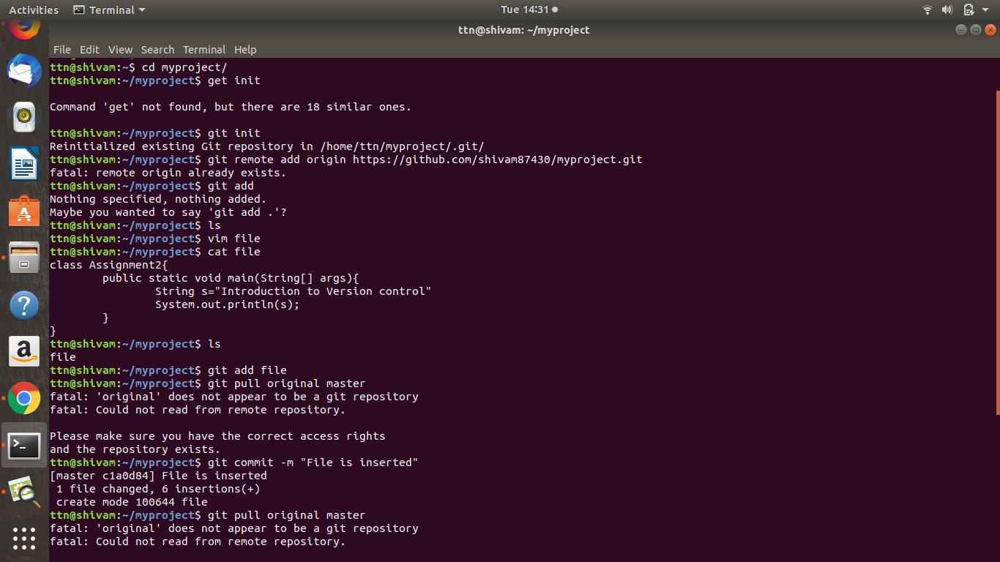 Activities Terminal Tue 14:31
ttn@shivam: ~/myproject
File Edit View Search Terminal Help
ttn@shivam:~$ cd myproject/
ttn@shivam:~/myproject$ get init
Command 'get' not found, but there are 18 similar ones.
ttn@shivam:~/myproject$ git init
Reinitialized existing Git repository in /home/ttn/myproject/.git/
ttn@shivam:~/myproject$ git remote add origin https://github.com/shivam87430/myproject.git
fatal: remote origin already exists.
ttn@shivam:~/myproject$ git add
Nothing specified, nothing added.
Maybe you wanted to say 'git add .'?
ttn@shivam:~/myproject$ ls
ttn@shivam:~/myproject$ vim file
ttn@shivam:~/myproject$ cat file
class Assignment2{
        public static void main(String[] args){
                String s="Introduction to Version control"
                System.out.println(s);
        }
}
ttn@shivam:~/myproject$ ls
file
ttn@shivam:~/myproject$ git add file
ttn@shivam:~/myproject$ git pull original master
fatal: 'original' does not appear to be a git repository
fatal: Could not read from remote repository.
Please make sure you have the correct access rights
and the repository exists.
ttn@shivam:~/myproject$ git commit -m "File is inserted"
[master c1a0d84] File is inserted
 1 file changed, 6 insertions(+)
 create mode 100644 file
ttn@shivam:~/myproject$ git pull original master
fatal: 'original' does not appear to be a git repository
fatal: Could not read from remote repository.